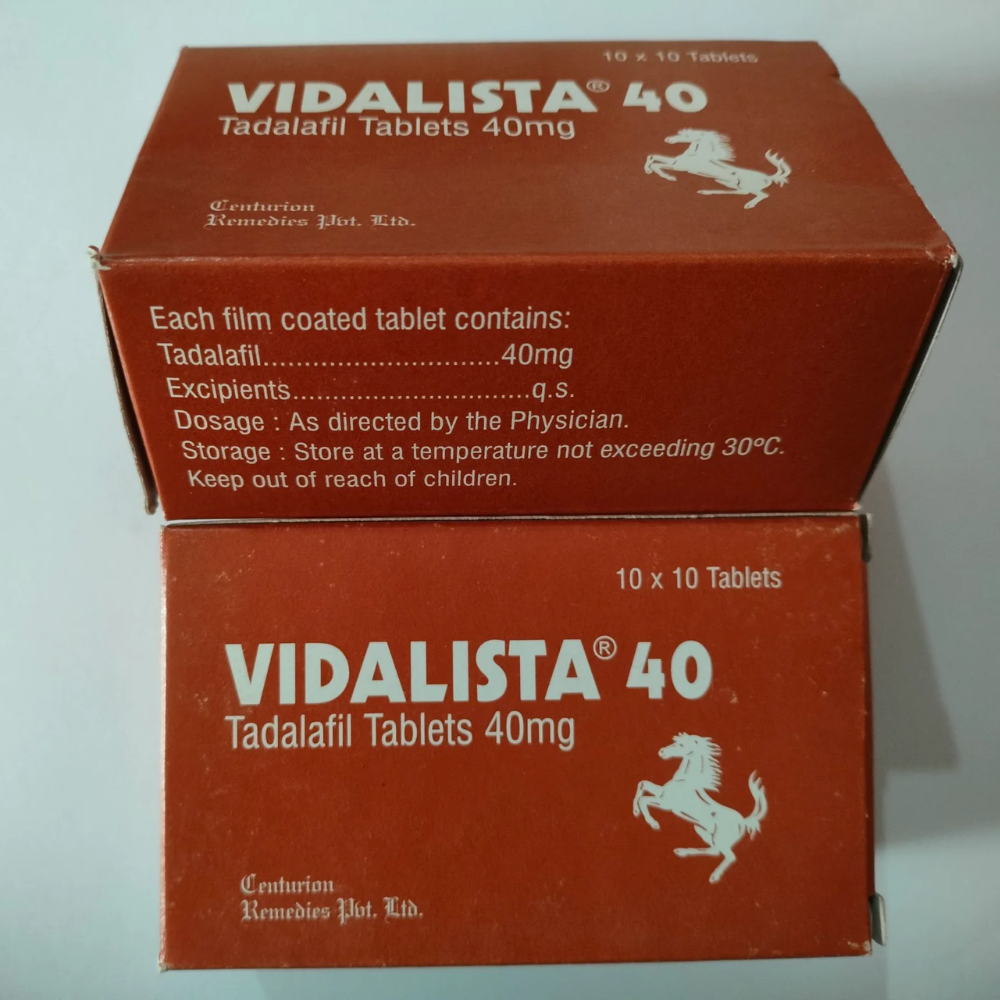 10 x 10 Tablets
VIDALISTA® 40
Tadalafil Tablets 40mg
Centurion
Remedies Pvt. Ltd.
Each film coated tablet contains:
Tadalafil............................40mg
Excipients............................q.s.
Dosage : As directed by the Physician.
Storage : Store at a temperature not exceeding 30°C.
Keep out of reach of children.
10 x 10 Tablets
VIDALISTA® 40
Tadalafil Tablets 40mg
Centurion
Remedies Pvt. Ltd.